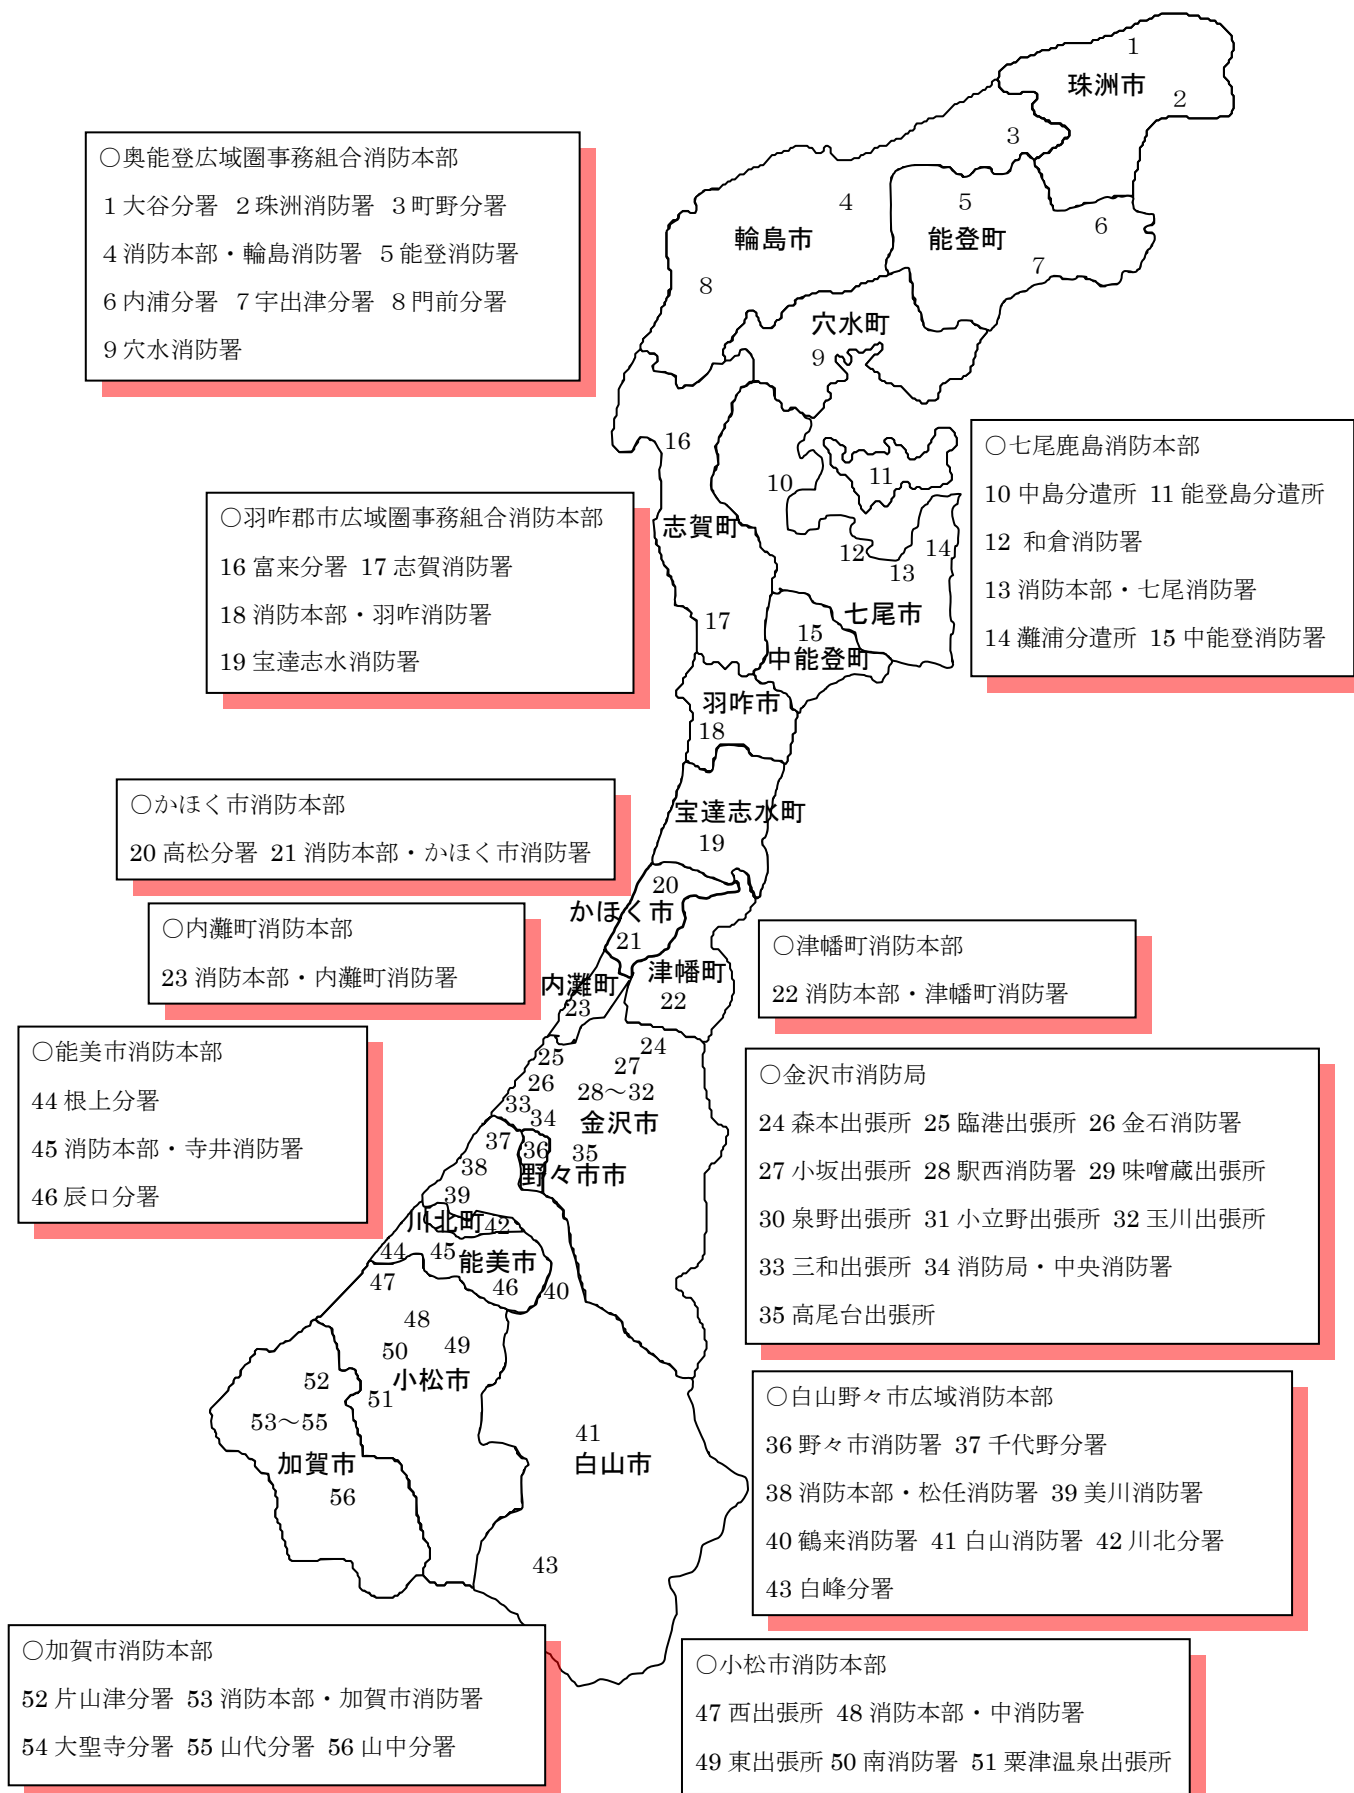 1
珠洲市
2
3
4
5
輪島市
能登町
6
7
8
穴水町
9
○奥能登広域圏事務組合消防本部
1 大谷分署 2 珠洲消防署 3 町野分署
4 消防本部・輪島消防署 5 能登消防署
6 内浦分署 7 宇出津分署 8 門前分署
9 穴水消防署
16
10
11
志賀町
12
13
14
七尾市
17
15
中能登町
○七尾鹿島消防本部
10 中島分遣所 11 能登島分遣所
12 和倉消防署
13 消防本部・七尾消防署
14 灘浦分遣所 15 中能登消防署
○羽咋郡市広域圏事務組合消防本部
16 富来分署 17 志賀消防署
18 消防本部・羽咋消防署
19 宝達志水消防署
羽咋市
18
宝達志水町
19
○かほく市消防本部
20 高松分署 21 消防本部・かほく市消防署
20
かほく市
21
○内灘町消防本部
23 消防本部・内灘町消防署
内灘町
23
津幡町
22
○津幡町消防本部
22 消防本部・津幡町消防署
○能美市消防本部
44 根上分署
45 消防本部・寺井消防署
46 辰口分署
24
25
27
26
28～32
33
34
金沢市
35
○金沢市消防局
24 森本出張所 25 臨港出張所 26 金石消防署
27 小坂出張所 28 駅西消防署 29 味噌蔵出張所
30 泉野出張所 31 小立野出張所 32 玉川出張所
33 三和出張所 34 消防局・中央消防署
35 高尾台出張所
37
36
38
野々市市
39
川北町
42
44
45
能美市
46
40
47
48
49
50
小松市
51
52
53～55
加賀市
56
41
白山市
43
○白山野々市広域消防本部
36 野々市消防署 37 千代野分署
38 消防本部・松任消防署 39 美川消防署
40 鶴来消防署 41 白山消防署 42 川北分署
43 白峰分署
○加賀市消防本部
52 片山津分署 53 消防本部・加賀市消防署
54 大聖寺分署 55 山代分署 56 山中分署
○小松市消防本部
47 西出張所 48 消防本部・中消防署
49 東出張所 50 南消防署 51 粟津温泉出張所